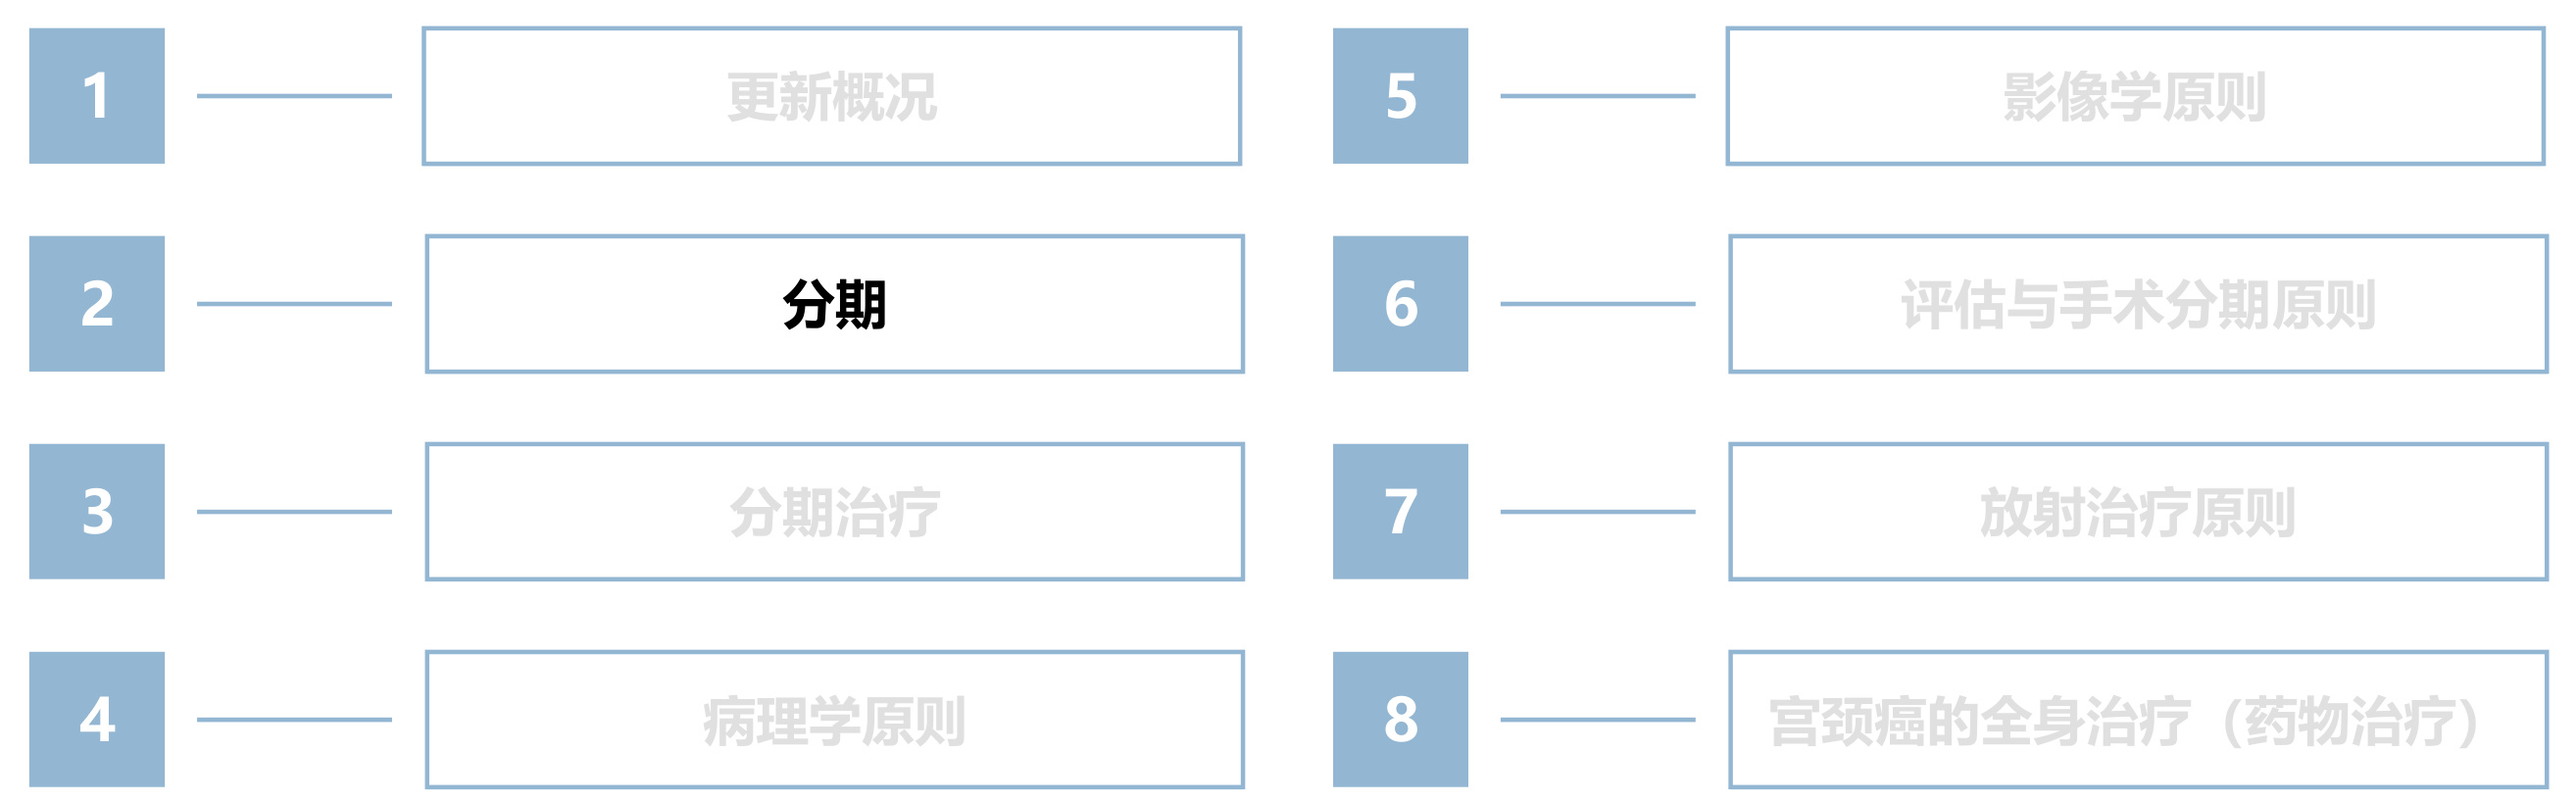 1
更新概况
2
分期
3
分期治疗
4
病理学原则
5
影像学原则
6
评估与手术分期原则
7
放射治疗原则
8
宫颈癌的全身治疗（药物治疗）